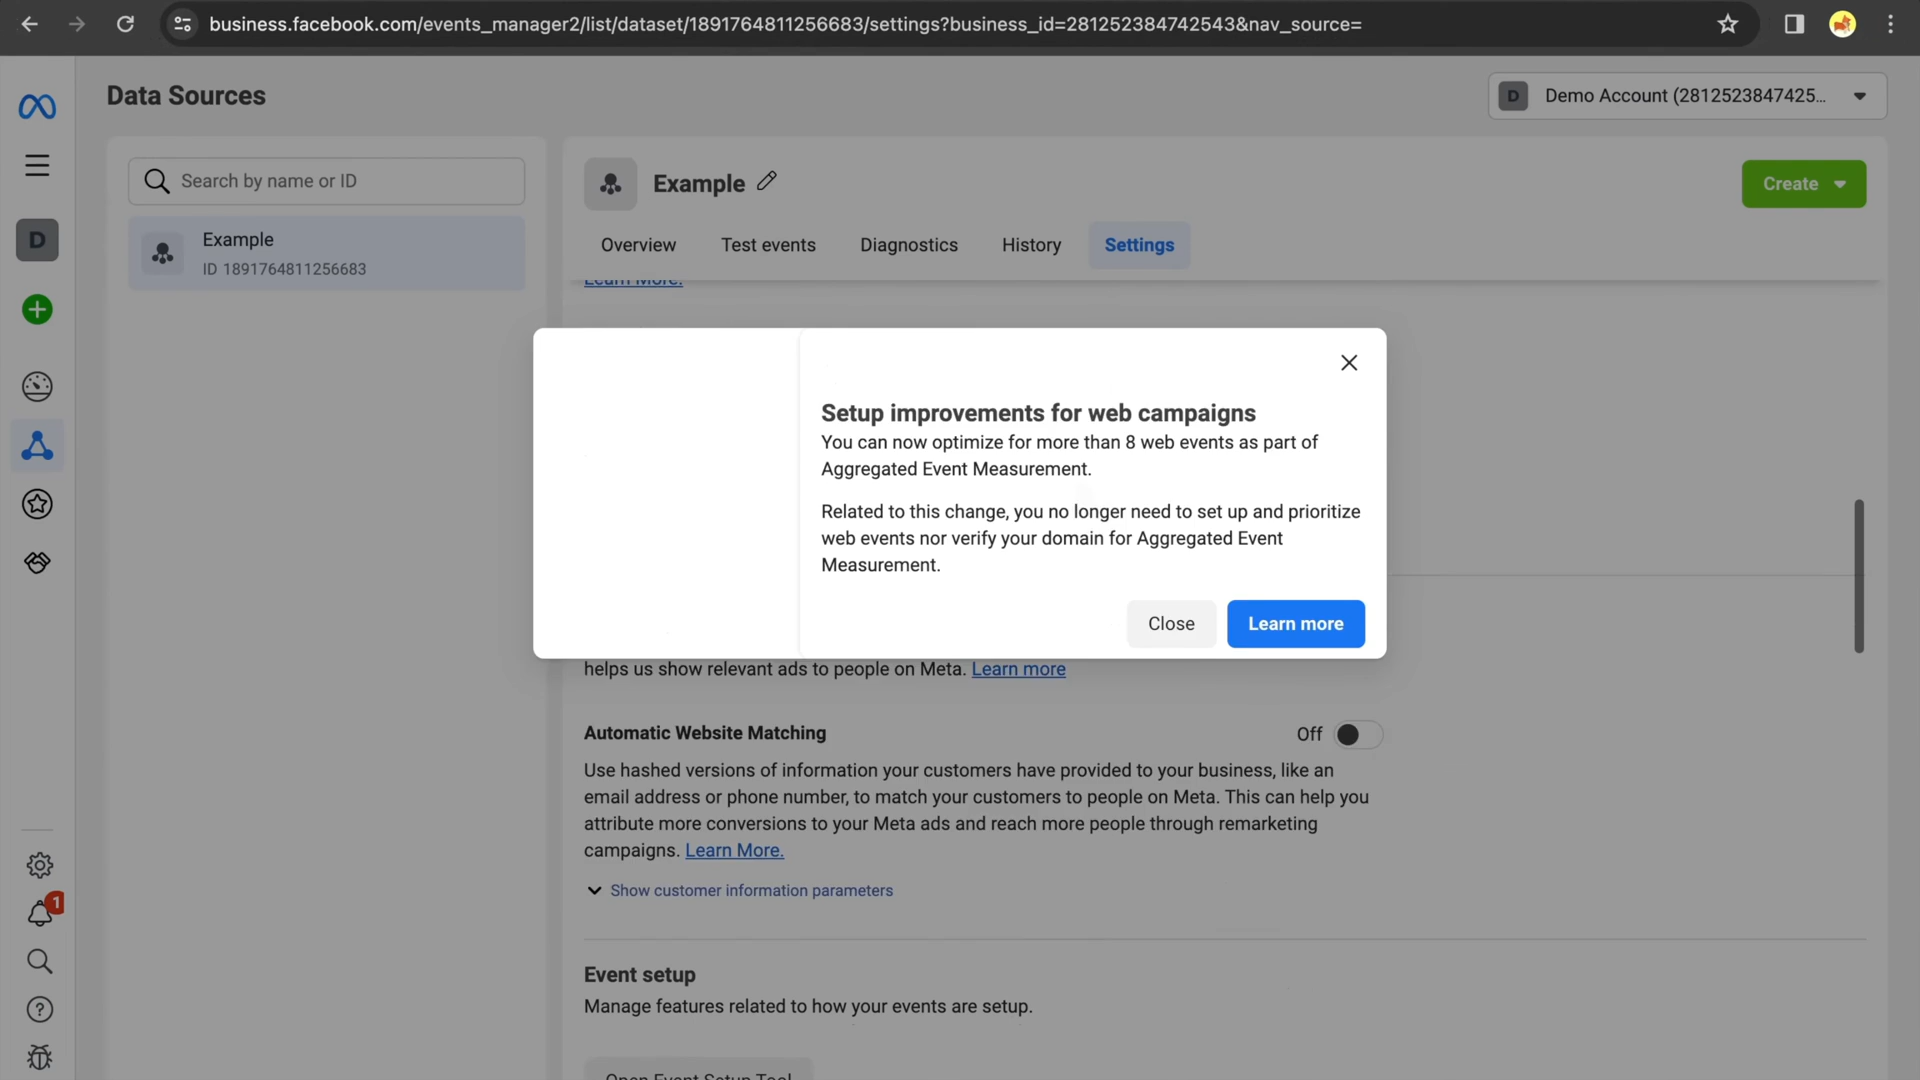 business.facebook.com/events_manager2/list/dataset/1891764811256683/settings?business_id=281252384742543&nav_source=
Data Sources
D Demo Account (2812523847425...
Search by name or ID
Example
ID 1891764811256683
D
Example
Create
Overview Test events Diagnostics History Settings
Learn More.
Setup improvements for web campaigns
You can now optimize for more than 8 web events as part of
Aggregated Event Measurement.
Related to this change, you no longer need to set up and prioritize
web events nor verify your domain for Aggregated Event
Measurement.
Close Learn more
helps us show relevant ads to people on Meta. Learn more
Automatic Website Matching Off
Use hashed versions of information your customers have provided to your business, like an
email address or phone number, to match your customers to people on Meta. This can help you
attribute more conversions to your Meta ads and reach more people through remarketing
campaigns. Learn More.
Show customer information parameters
1
Event setup
Manage features related to how your events are setup.
Open Event Setup Tool